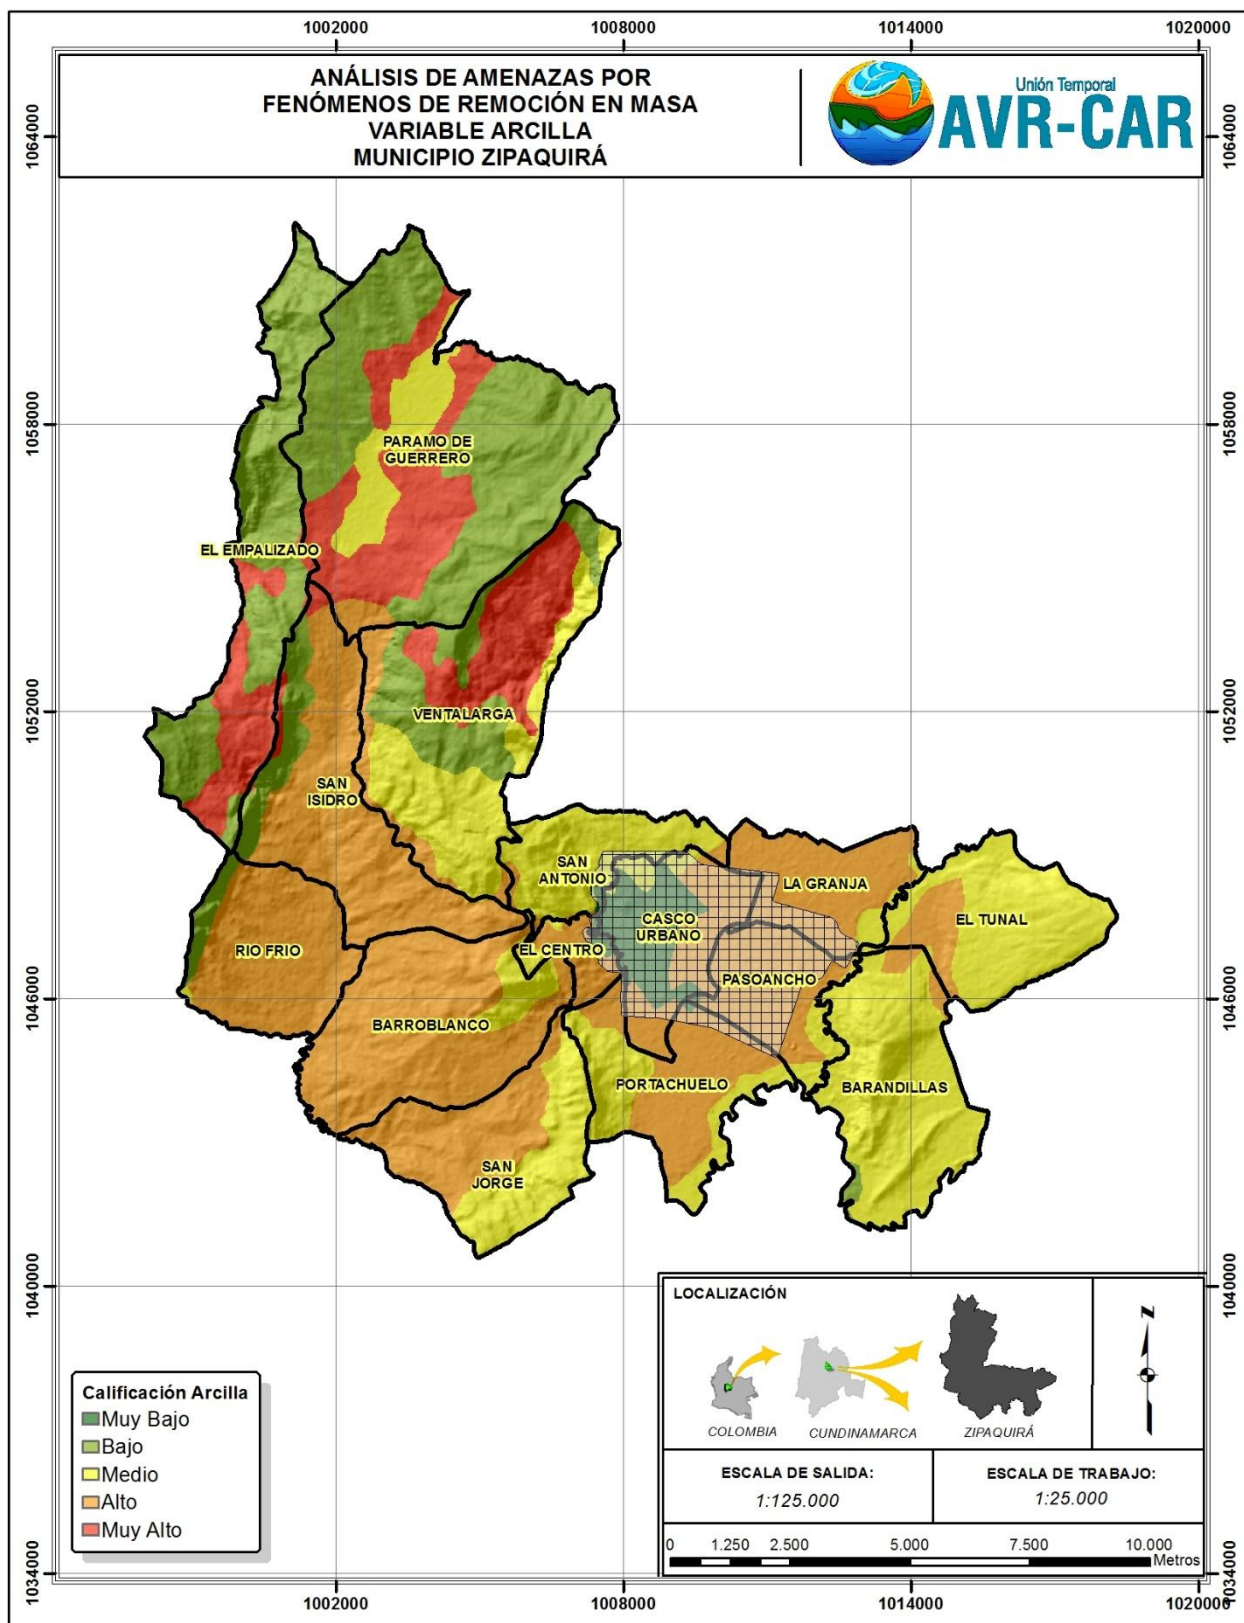 1002000
1008000
1014000
1020000
ANÁLISIS DE AMENAZAS POR
FENÓMENOS DE REMOCIÓN EN MASA
VARIABLE ARCILLA
MUNICIPIO ZIPAQUIRÁ
Unión Temporal
AVR-CAR
1064000
1064000
1058000
1058000
PARAMO DE
GUERRERO
EL EMPALIZADO
1052000
1052000
VENTALARGA
SAN
ISIDRO
SAN
ANTONIO
LA GRANJA
CASCO
URBANO
EL TUNAL
RIO FRIO
EL CENTRO
PASOANCHO
1046000
1046000
BARROBLANCO
PORTACHUELO
BARANDILLAS
SAN
JORGE
1040000
1040000
LOCALIZACIÓN
COLOMBIA
CUNDINAMARCA
ZIPAQUIRÁ
Z
ESCALA DE SALIDA:
1:125.000
ESCALA DE TRABAJO:
1:25.000
0
1.250
2.500
5.000
7.500
10.000
Metros
Calificación Arcilla
Muy Bajo
Bajo
Medio
Alto
Muy Alto
1034000
1034000
1002000
1008000
1014000
1020000